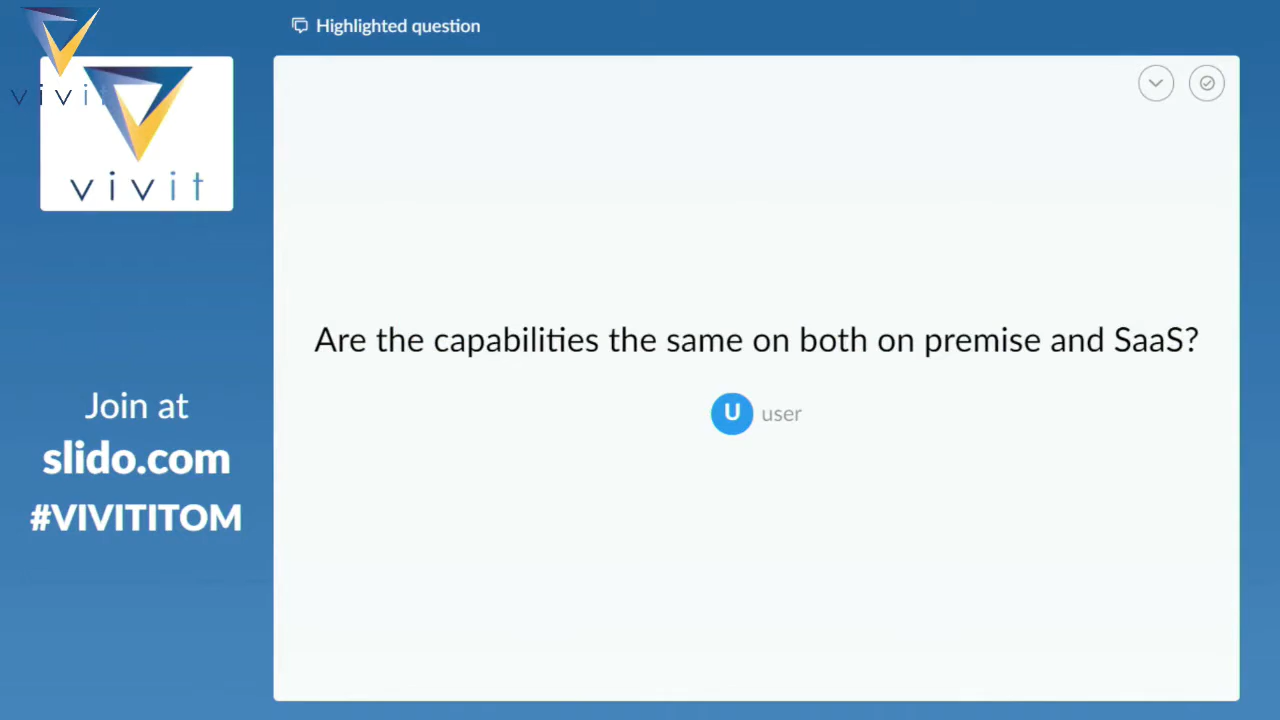 Highlighted question
vivit
vivit
Are the capabilities the same on both on premise and SaaS?
U user
Join at
slido.com
#VIVITITOM